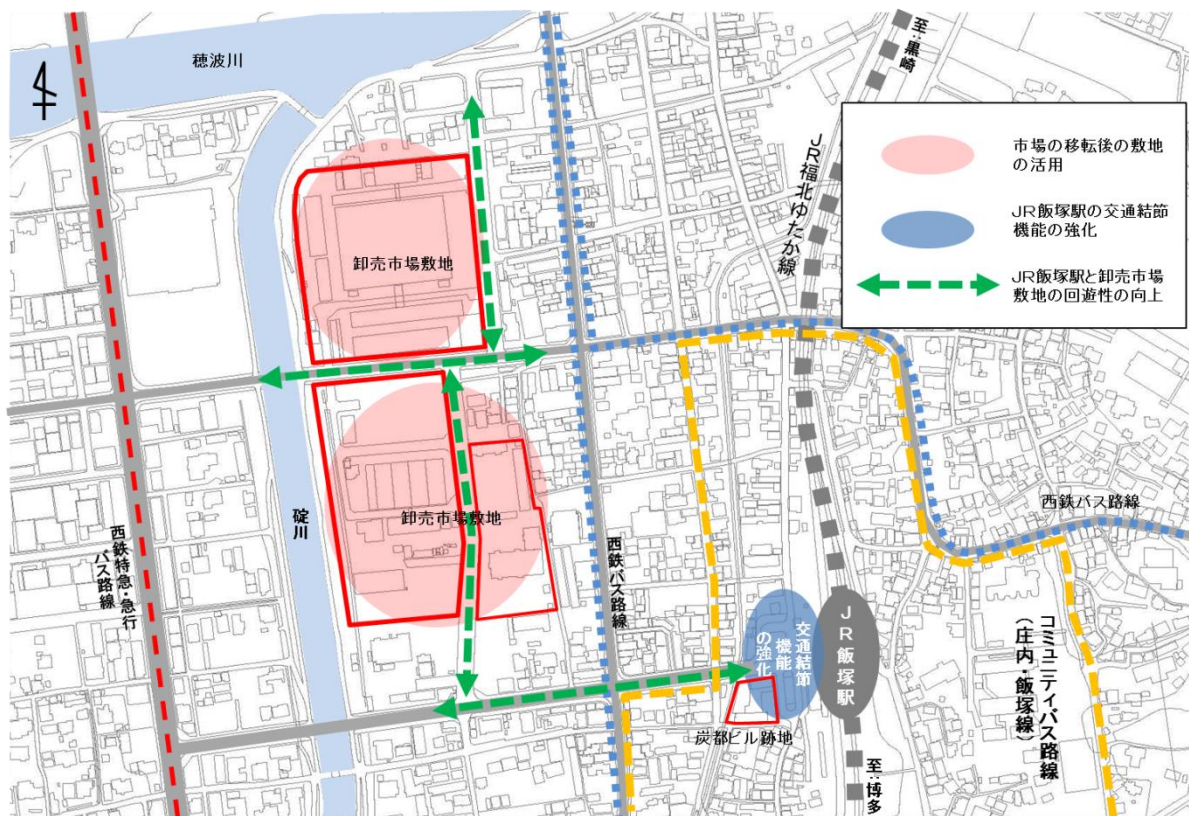 穂波川
至:黒崎
市場の移転後の敷地
の活用
JR飯塚駅の交通結節
機能の強化
JR飯塚駅と卸売市場
敷地の回遊性の向上
JR福北ゆたか線
卸売市場敷地
卸売市場敷地
碇川
西鉄特急・急行
バス路線
西鉄バス路線
西鉄バス路線
交通結節
機能
の強化
JR飯塚駅
コミュニティバス路線
(庄内・飯塚線)
炭都ビル跡地
至:博多